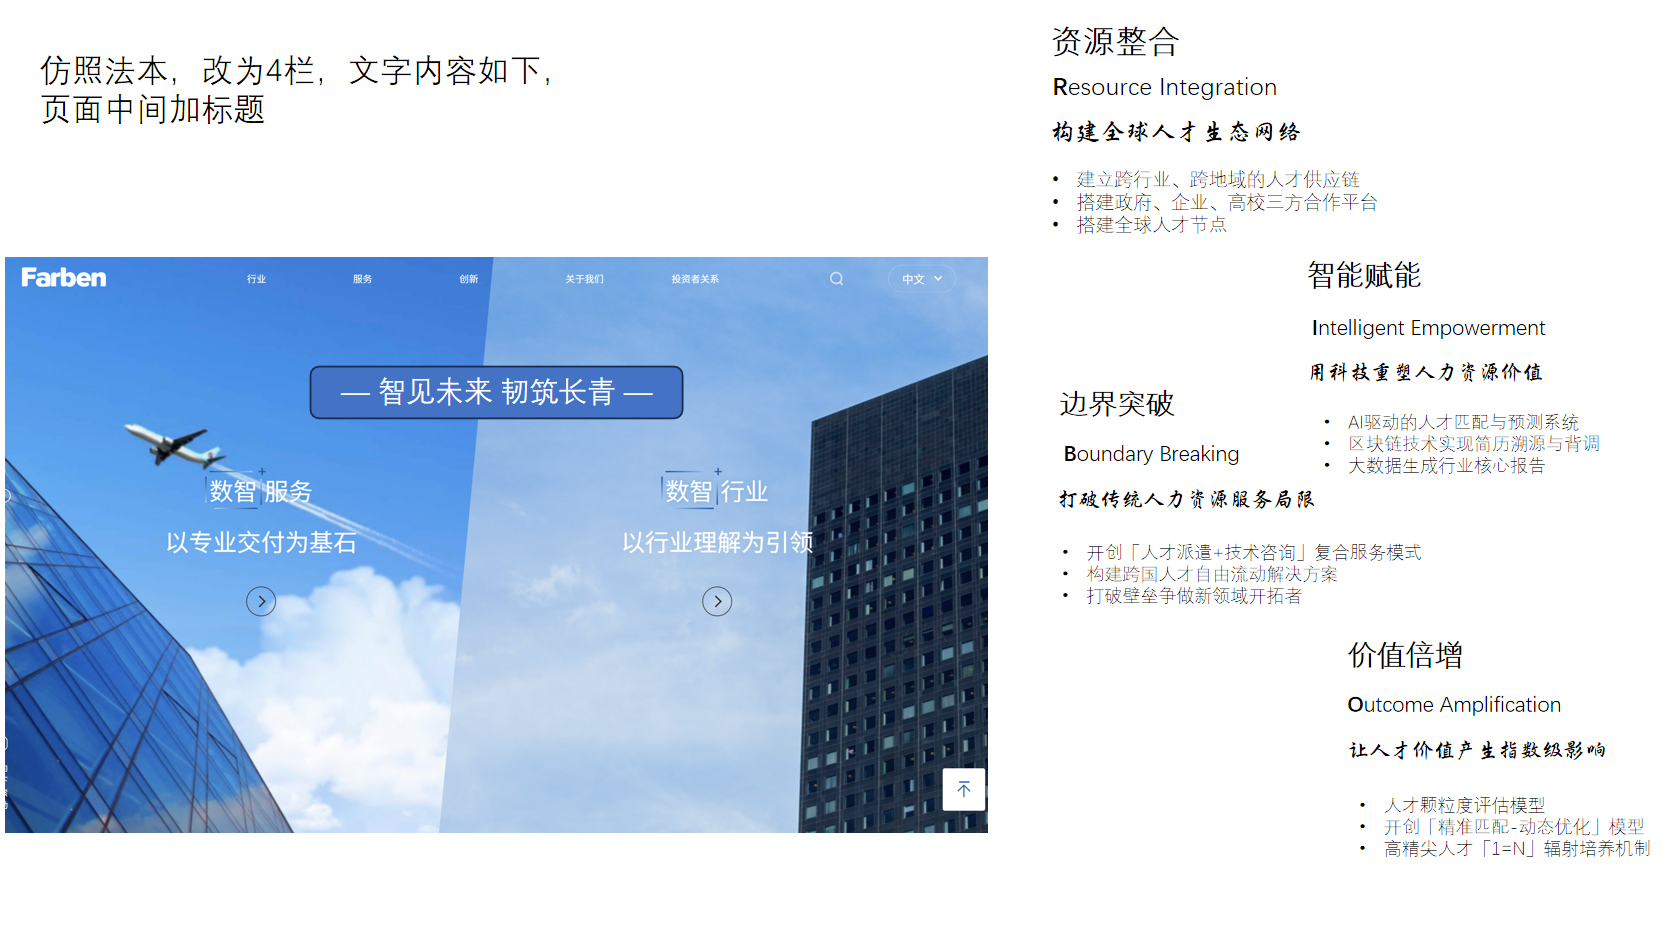 仿照法本，改为4栏，文字内容如下，
页面中间加标题
Farben
行业 服务 创新 关于我们 投资者关系 中文
— 智见未来 韧筑长青 —
数智 服务
以专业交付为基石
数智 行业
以行业理解为引领
资源整合
Resource Integration
构建全球人才生态网络
• 建立跨行业、跨地域的人才供应链
• 搭建政府、企业、高校三方合作平台
• 搭建全球人才节点
智能赋能
Intelligent Empowerment
用科技重塑人力资源价值
• AI驱动的人才匹配与预测系统
• 区块链技术实现简历溯源与背调
• 大数据生成行业核心报告
边界突破
Boundary Breaking
打破传统人力资源服务局限
• 开创「人才派遣+技术咨询」复合服务模式
• 构建跨国人才自由流动解决方案
• 打破壁垒争做新领域开拓者
价值倍增
Outcome Amplification
让人才价值产生指数级影响
• 人才颗粒度评估模型
• 开创「精准匹配-动态优化」模型
• 高精尖人才「1=N」辐射培养机制